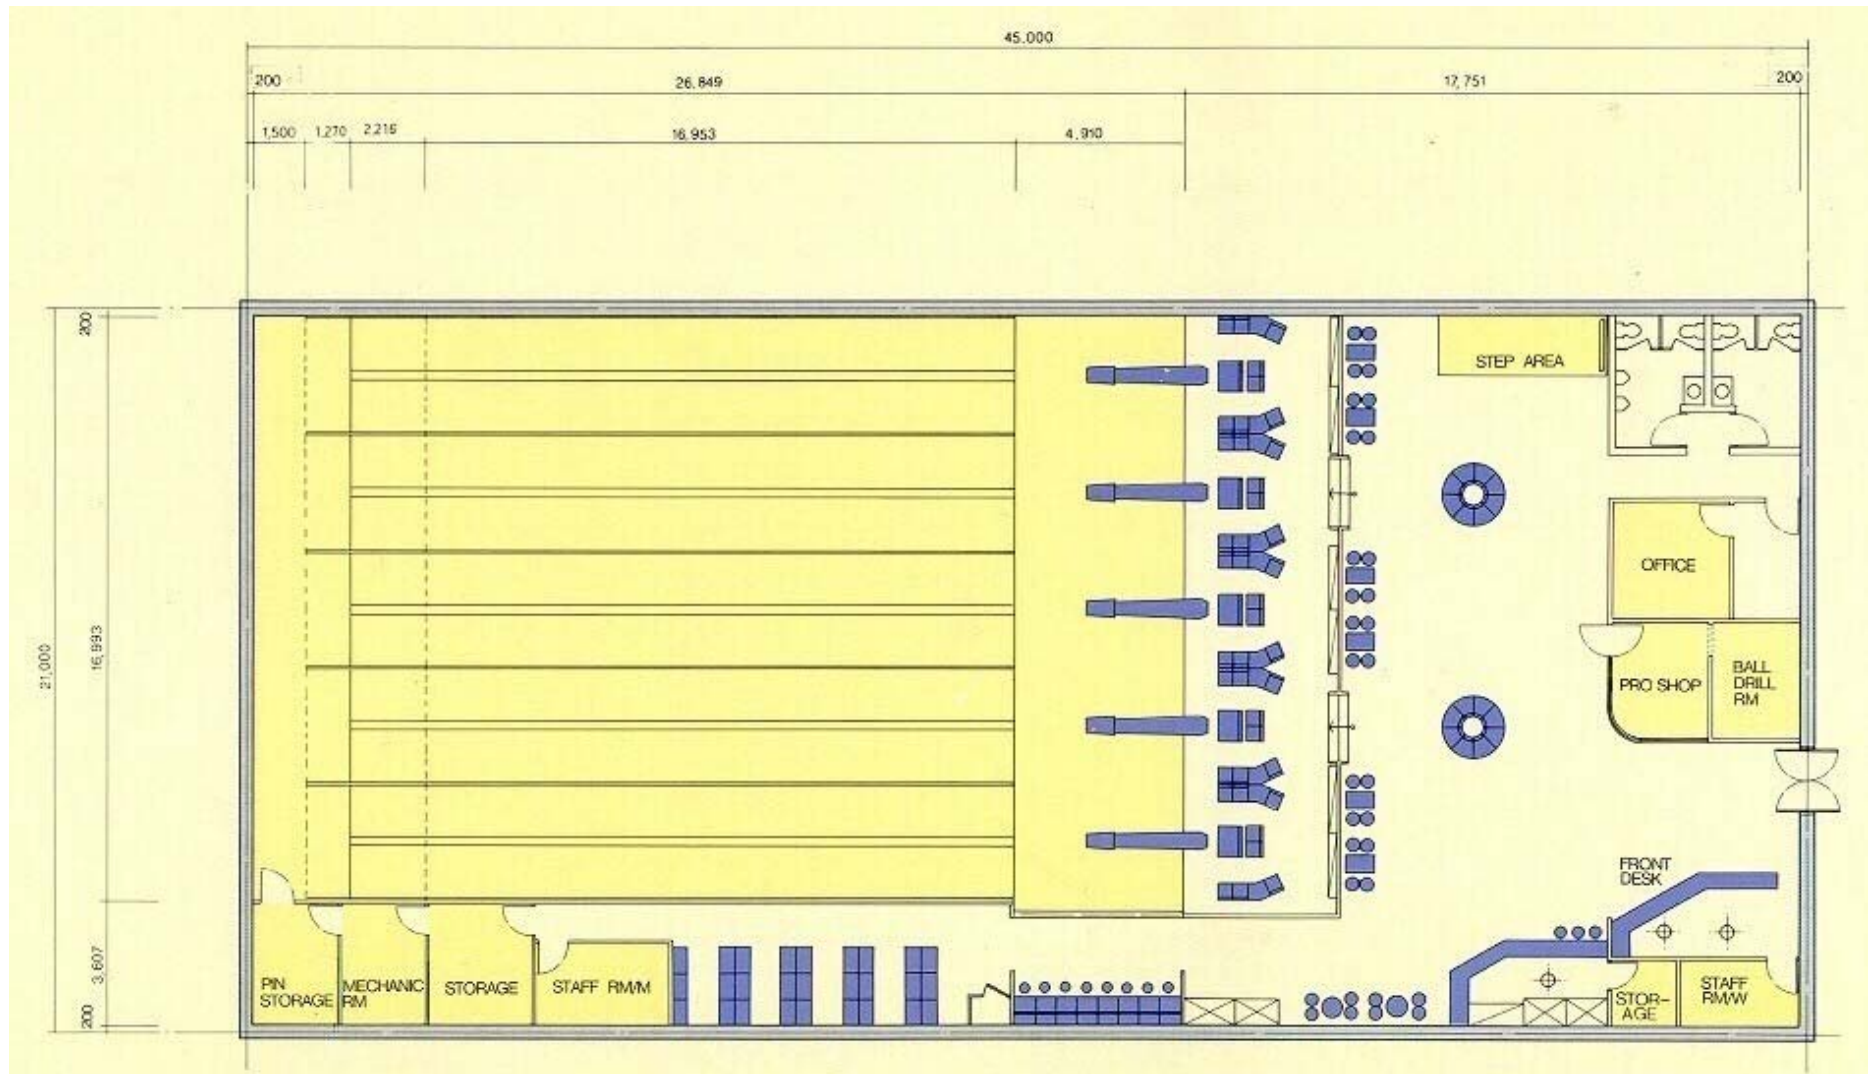 45.000
200
26.849
17,751
200
1,500
1,270
2,216
16,953
4.910
200
21,000
16,993
3.607
200
STEP AREA
OFFICE
PRO SHOP
BALL
DRILL
RM
FRONT
DESK
PIN
STORAGE
MECHANIC
RM
STORAGE
STAFF RM/M
STOR-
AGE
STAFF
RM/W